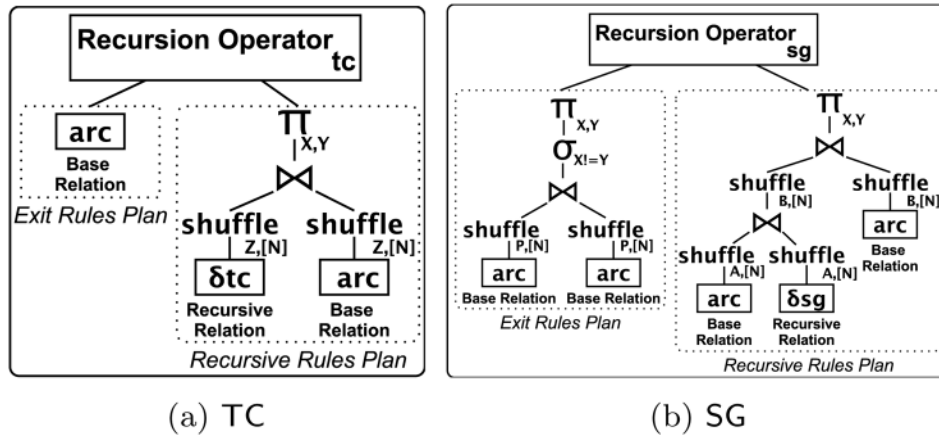 Recursion Operator tc
arc
Base
Relation
Exit Rules Plan
π X,Y
⋈
shuffle Z,[N]
shuffle Z,[N]
δtc
arc
Recursive
Relation
Base
Relation
Recursive Rules Plan
(a) TC
Recursion Operator sg
π X,Y
σ X!=Y
⋈
shuffle P,[N]
shuffle P,[N]
arc
arc
Base Relation
Base Relation
Exit Rules Plan
π X,Y
⋈
shuffle B,[N]
shuffle B,[N]
⋈
arc
Base
Relation
shuffle A,[N]
shuffle A,[N]
arc
δsg
Base
Relation
Recursive
Relation
Recursive Rules Plan
(b) SG